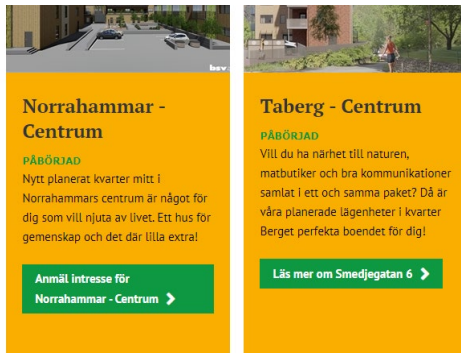 bsv
Norrahammar -
Centrum
PÅBÖRJAD
Nytt planerat kvarter mitt i
Norrahammars centrum är något för
dig som vill njuta av livet. Ett hus för
gemenskap och det där lilla extra!
Anmäl intresse för
Norrahammar - Centrum
Taberg - Centrum
PÅBÖRJAD
Vill du ha närhet till naturen,
matbutiker och bra kommunikationer
samlat i ett och samma paket? Då är
våra planerade lägenheter i kvarter
Berget perfekta boendet för dig!
Läs mer om Smedjegatan 6